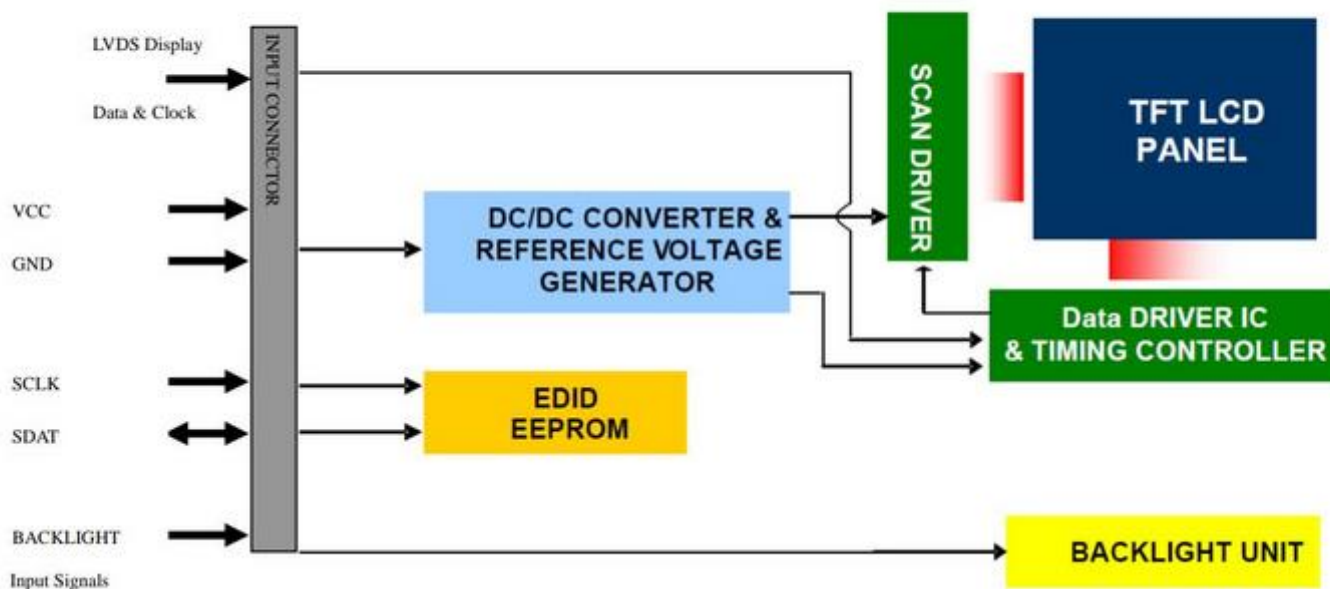 LVDS Display
Data & Clock
VCC
GND
SCLK
SDAT
BACKLIGHT
Input Signals
INPUT CONNECTOR
DC/DC CONVERTER &
REFERENCE VOLTAGE
GENERATOR
EDID
EEPROM
SCAN DRIVER
TFT LCD
PANEL
Data DRIVER IC
& TIMING CONTROLLER
BACKLIGHT UNIT